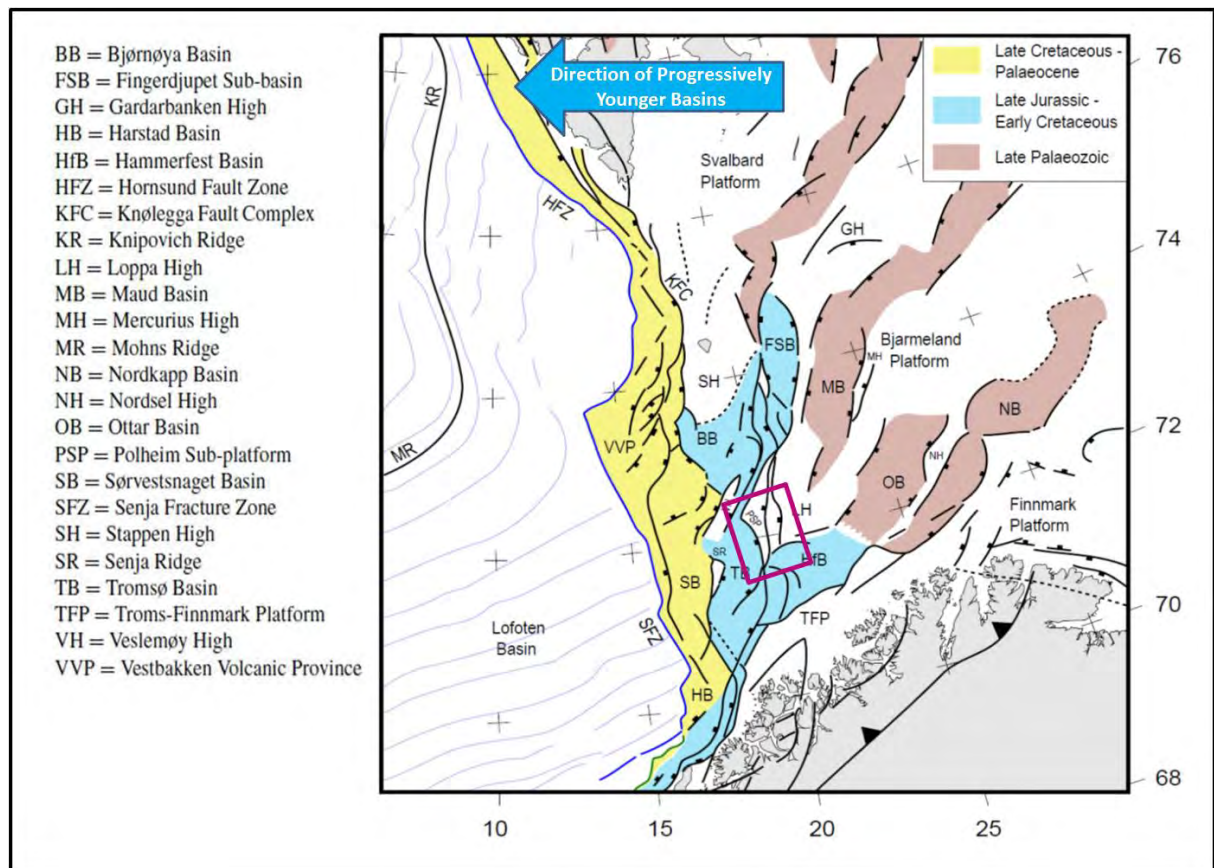 BB = Bjørnøya Basin
FSB = Fingerdjupet Sub-basin
GH = Gardarbanken High
HB = Harstad Basin
HfB = Hammerfest Basin
HFZ = Hornsund Fault Zone
KFC = Knølegga Fault Complex
KR = Knipovich Ridge
LH = Loppa High
MB = Maud Basin
MH = Mercurius High
MR = Mohns Ridge
NB = Nordkapp Basin
NH = Nordsel High
OB = Ottar Basin
PSP = Polheim Sub-platform
SB = Sørvestsnaget Basin
SFZ = Senja Fracture Zone
SH = Stappen High
SR = Senja Ridge
TB = Tromsø Basin
TFP = Troms-Finnmark Platform
VH = Veslemøy High
VVP = Vestbakken Volcanic Province
Direction of Progressively
Younger Basins
Late Cretaceous -
Palaeocene
Late Jurassic -
Early Cretaceous
Late Palaeozoic
KR
Svalbard
Platform
HFZ
GH
KFC
FSB
Bjarmeland
Platform
MH
SH
MB
NB
MR
VVP
BB
OB
NH
Finnmark
Platform
PSP
LH
SR
TB
HfB
SB
TFP
Lofoten
Basin
SFZ
HB
76
74
72
70
68
10
15
20
25